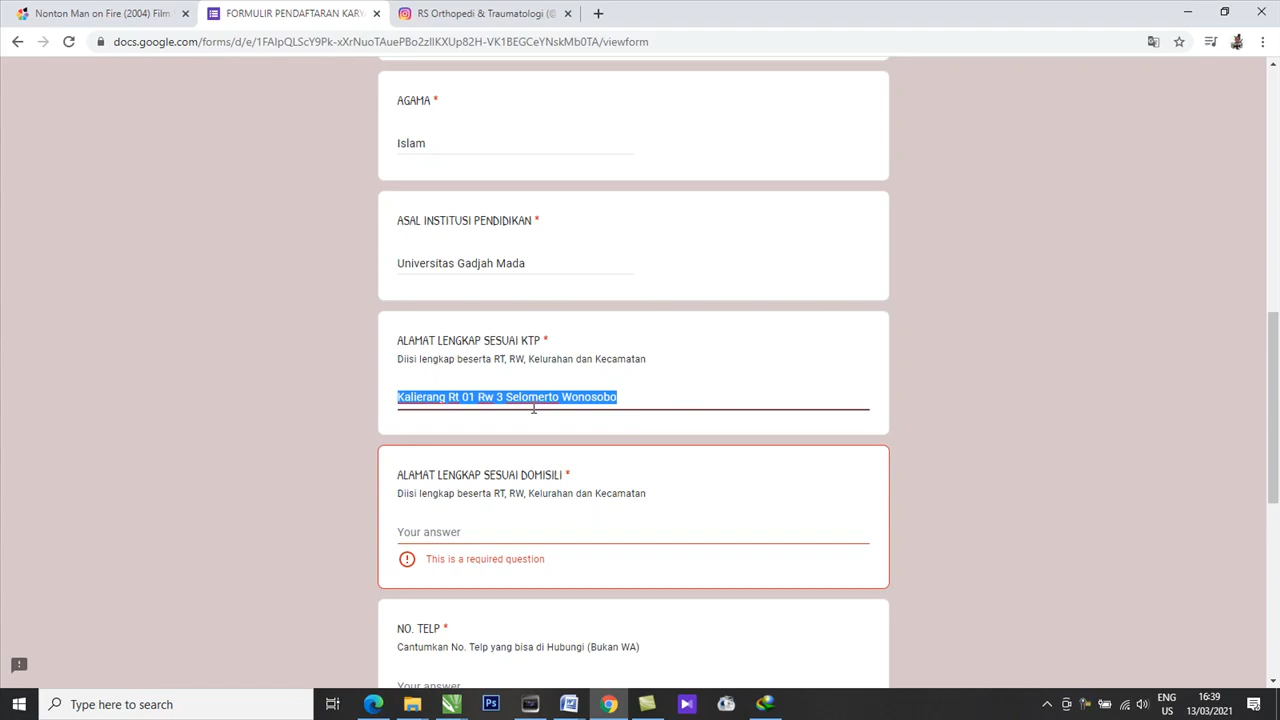 Nonton Man on Fire (2004) Film
FORMULIR PENDAFTARAN KARY
RS Orthopedi & Traumatologi (@
docs.google.com/forms/d/e/1FAIpQLScY9Pk-xXrNuoTAuePBo2zIlKXUp82H-VK1BEGCeYNskMb0TA/viewform
AGAMA *
Islam
ASAL INSTITUSI PENDIDIKAN *
Universitas Gadjah Mada
ALAMAT LENGKAP SESUAI KTP *
Diisi lengkap beserta RT, RW, Kelurahan dan Kecamatan
Kalierang Rt 01 Rw 3 Selomerto Wonosobo
ALAMAT LENGKAP SESUAI DOMISILI *
Diisi lengkap beserta RT, RW, Kelurahan dan Kecamatan
Your answer
This is a required question
NO. TELP *
Cantumkan No. Telp yang bisa di Hubungi (Bukan WA)
Your answer
Type here to search
Ps
ENG
US
16:39
13/03/2021